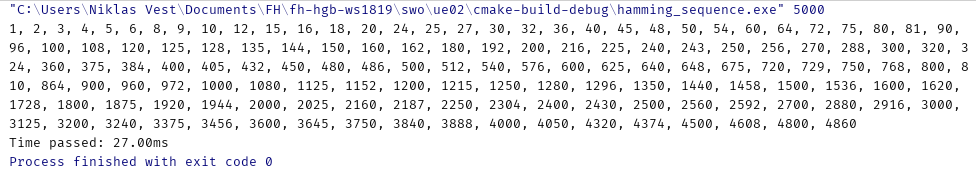 "C:\Users\Niklas Vest\Documents\FH\fh-hgb-ws1819\swo\ue02\cmake-build-debug\hamming_sequence.exe" 5000
1, 2, 3, 4, 5, 6, 8, 9, 10, 12, 15, 16, 18, 20, 24, 25, 27, 30, 32, 36, 40, 45, 48, 50, 54, 60, 64, 72, 75, 80, 81, 90,
96, 100, 108, 120, 125, 128, 135, 144, 150, 160, 162, 180, 192, 200, 216, 225, 240, 243, 250, 256, 270, 288, 300, 320, 3
24, 360, 375, 384, 400, 405, 432, 450, 480, 486, 500, 512, 540, 576, 600, 625, 640, 648, 675, 720, 729, 750, 768, 800, 8
10, 864, 900, 960, 972, 1000, 1080, 1125, 1152, 1200, 1215, 1250, 1280, 1296, 1350, 1440, 1458, 1500, 1536, 1600, 1620,
1728, 1800, 1875, 1920, 1944, 2000, 2025, 2160, 2187, 2250, 2304, 2400, 2430, 2500, 2560, 2592, 2700, 2880, 2916, 3000,
3125, 3200, 3240, 3375, 3456, 3600, 3645, 3750, 3840, 3888, 4000, 4050, 4320, 4374, 4500, 4608, 4800, 4860
Time passed: 27.00ms
Process finished with exit code 0